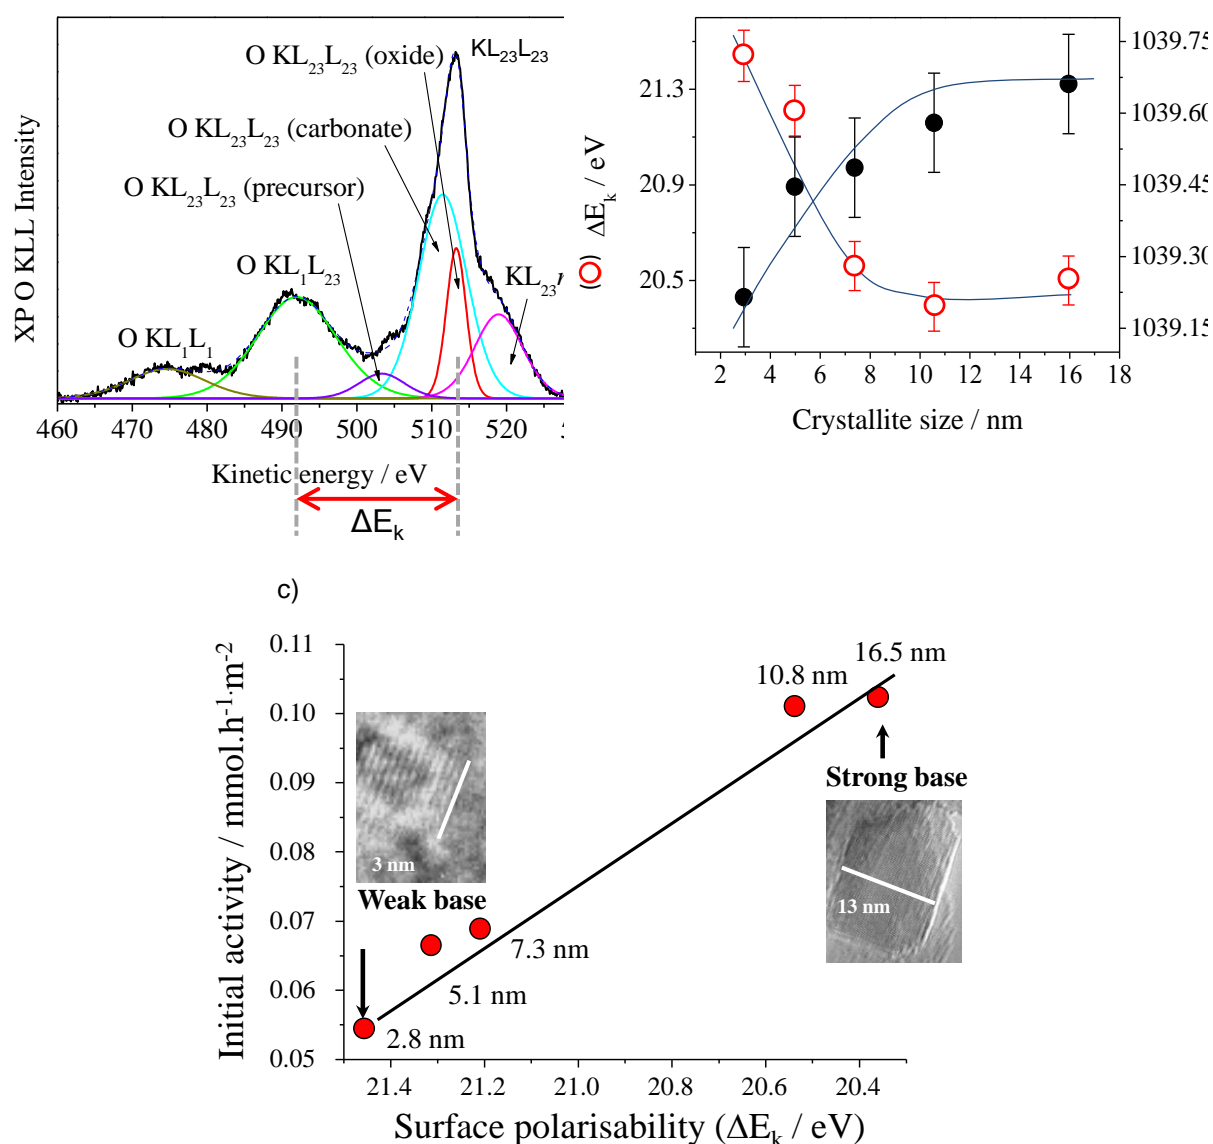 O KL23L23 (oxide)
KL23L23
O KL23L23 (carbonate)
O KL23L23 (precursor)
O KL1L23
KL23
O KL1L1
XP O KLL Intensity
460 470 480 490 500 510 520
Kinetic energy / eV
ΔEk
21.3
20.9
20.5
( ) ΔEk / eV
1039.75
1039.60
1039.45
1039.30
1039.15
2 4 6 8 10 12 14 16 18
Crystallite size / nm
c)
Initial activity / mmol.h-1.m-2
0.11
0.10
0.09
0.08
0.07
0.06
0.05
16.5 nm
10.8 nm
Strong base
13 nm
3 nm
Weak base
7.3 nm
5.1 nm
2.8 nm
21.4 21.2 21.0 20.8 20.6 20.4
Surface polarisability (ΔEk / eV)